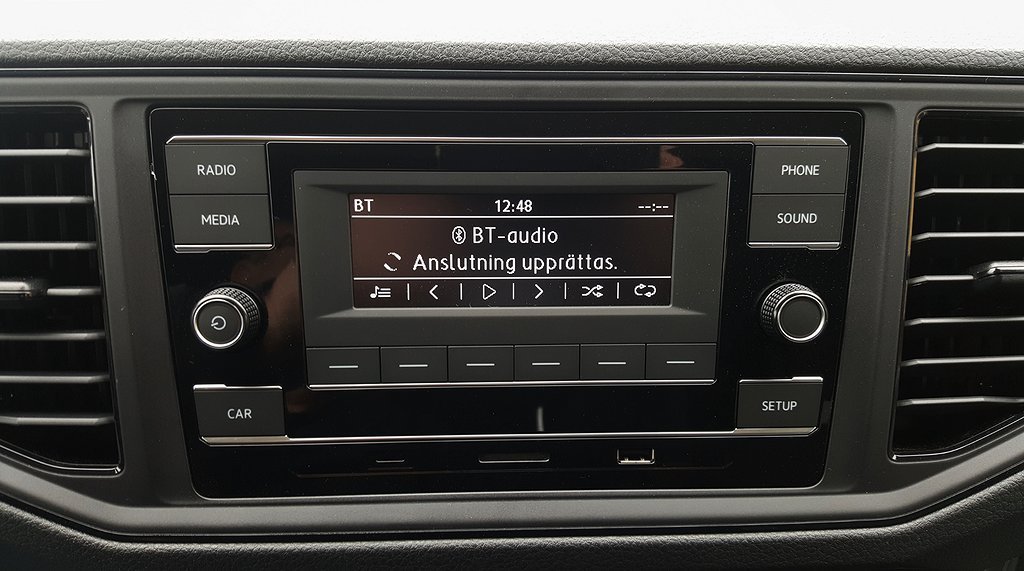 RADIO
MEDIA
PHONE
SOUND
BT 12:48 --:--
BT-audio
Anslutning upprättas.
CAR
SETUP